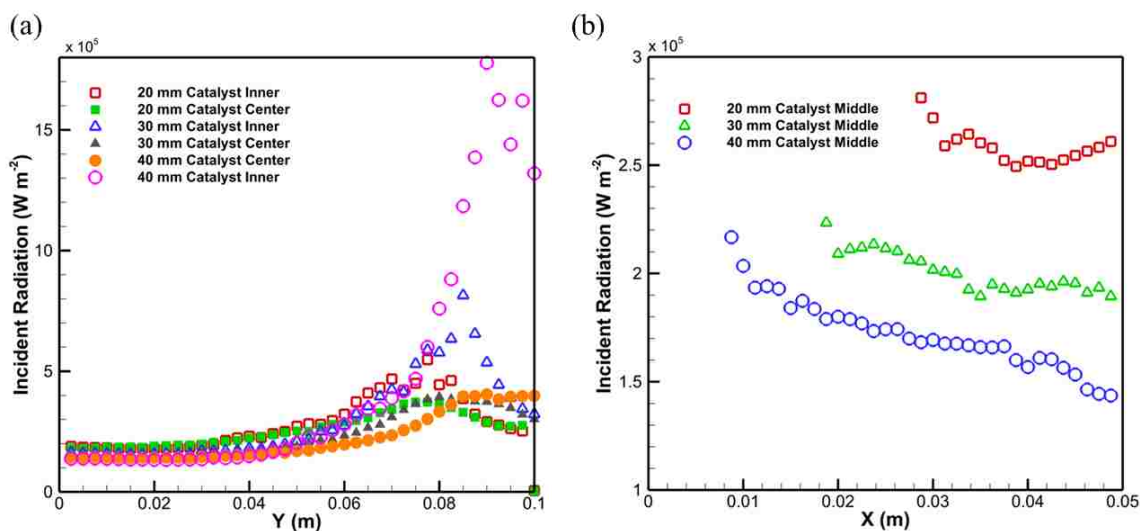 (a)
x 10⁵
20 mm Catalyst Inner
20 mm Catalyst Center
30 mm Catalyst Inner
30 mm Catalyst Center
40 mm Catalyst Center
40 mm Catalyst Inner
15
10
5
0
Incident Radiation (W m⁻²)
0
0.02
0.04
0.06
0.08
0.1
Y (m)
(b)
x 10⁵
20 mm Catalyst Middle
30 mm Catalyst Middle
40 mm Catalyst Middle
3
2.5
2
1.5
1
Incident Radiation (W m⁻²)
0
0.01
0.02
0.03
0.04
0.05
X (m)